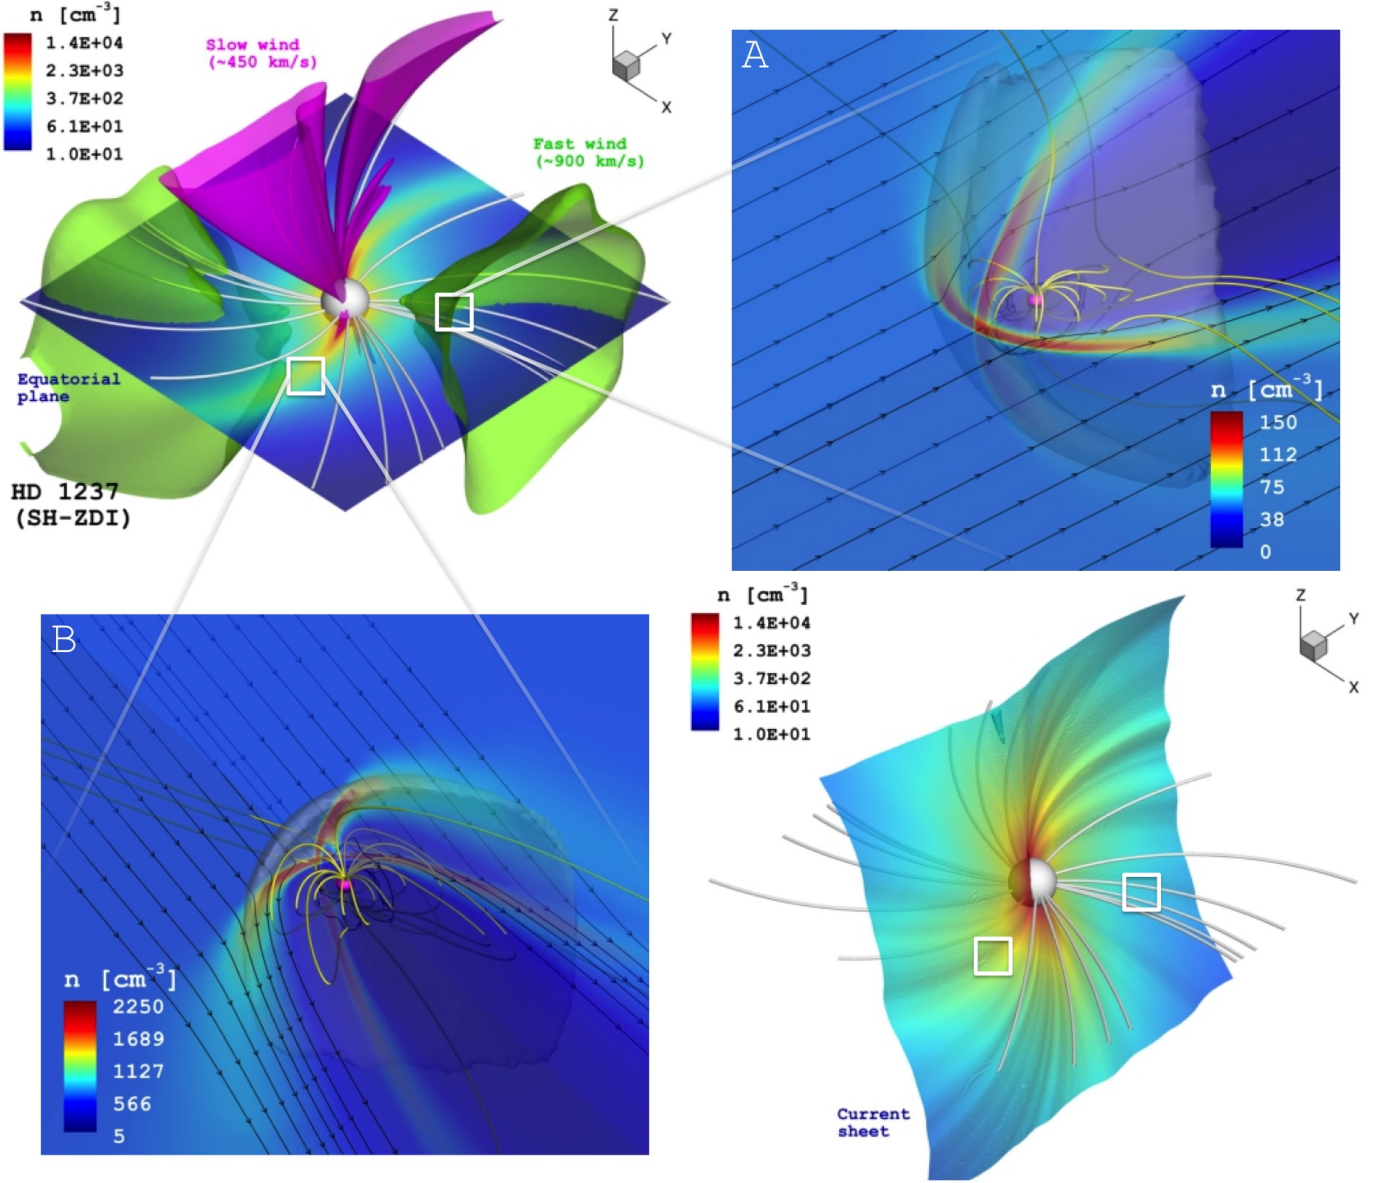 n [cm⁻³]
1.4E+04
2.3E+03
3.7E+02
6.1E+01
1.0E+01
Slow wind
(~450 km/s)
Z
Y
X
Fast wind
(~900 km/s)
Equatorial
plane
HD 1237
(SH-ZDI)
A
n [cm⁻³]
150
112
75
38
0
B
n [cm⁻³]
2250
1689
1127
566
5
n [cm⁻³]
1.4E+04
2.3E+03
3.7E+02
6.1E+01
1.0E+01
Z
Y
X
Current
sheet